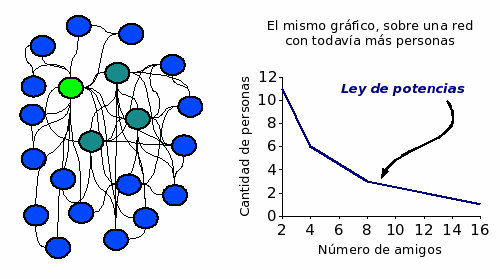 El mismo gráfico, sobre una red
con todavía más personas
Ley de potencias
Cantidad de personas
12
10
8
6
4
2
0
2 4 6 8 10 12 14 16
Número de amigos